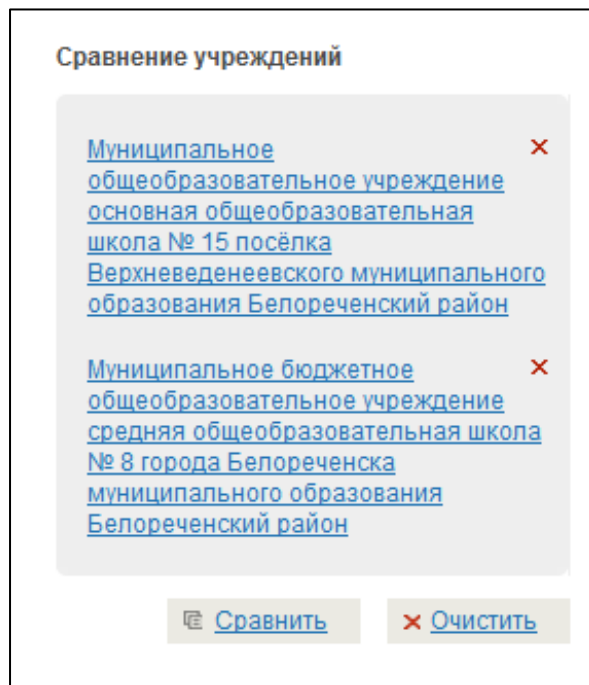 Сравнение учреждений
Муниципальное
общеобразовательное учреждение
основная общеобразовательная
школа № 15 посёлка
Верхневеденеевского муниципального
образования Белореченский район
Муниципальное бюджетное
общеобразовательное учреждение
средняя общеобразовательная школа
№ 8 города Белореченска
муниципального образования
Белореченский район
Сравнить
Очистить